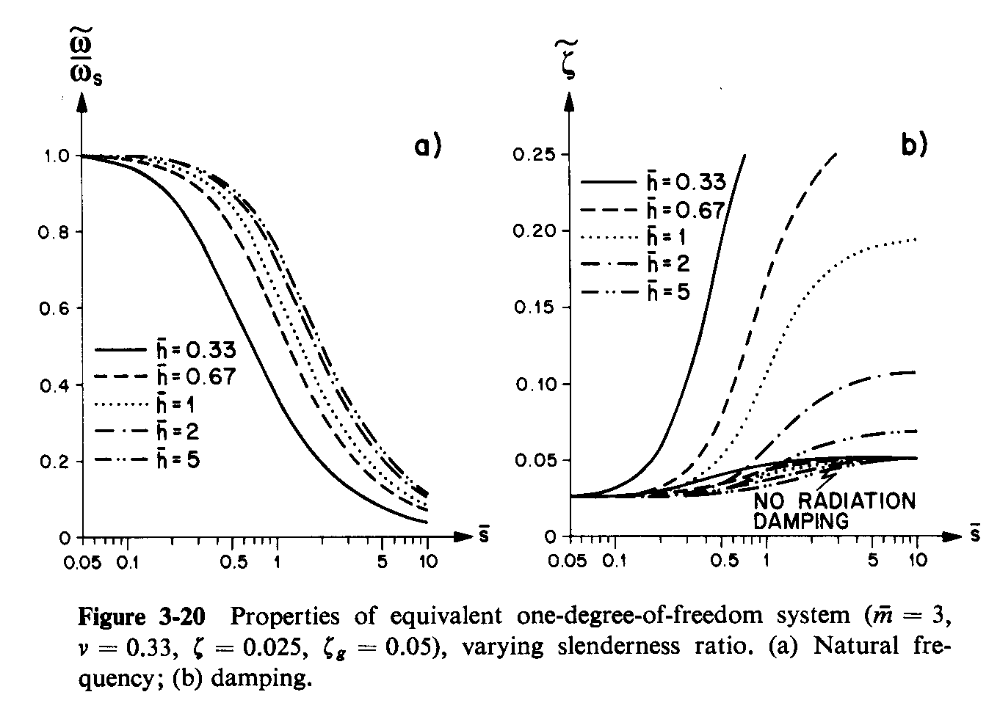 ω̃
ωs
a)
1.0
0.8
0.6
0.4
0.2
0
h̄=0.33
h̄=0.67
h̄=1
h̄=2
h̄=5
0.05 0.1 0.5 1 5 10
s̄
ζ̃
b)
0.25
0.20
0.15
0.10
0.05
0
h̄=0.33
h̄=0.67
h̄=1
h̄=2
h̄=5
NO RADIATION
DAMPING
0.05 0.1 0.5 1 5 10
s̄
Figure 3-20 Properties of equivalent one-degree-of-freedom system (m̄ = 3,
ν = 0.33, ζ = 0.025, ζg = 0.05), varying slenderness ratio. (a) Natural fre-
quency; (b) damping.